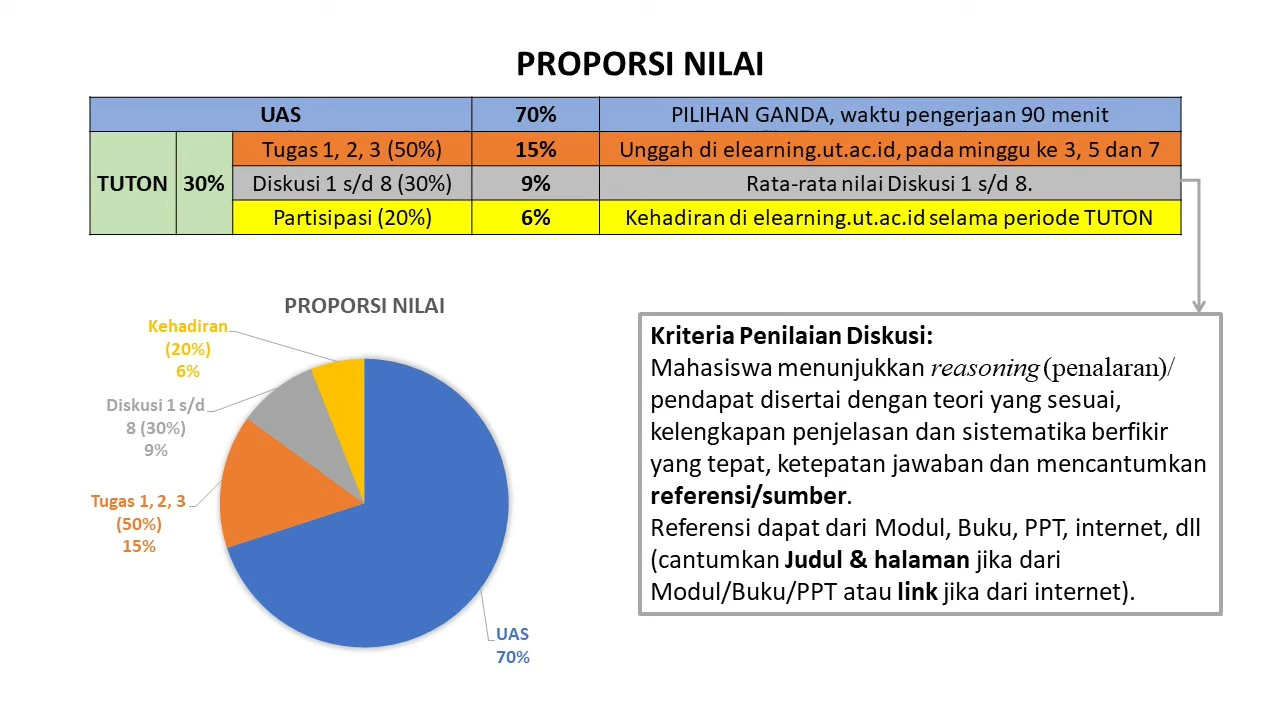 PROPORSI NILAI
UAS 70% PILIHAN GANDA, waktu pengerjaan 90 menit
TUTON 30% Tugas 1, 2, 3 (50%) 15% Unggah di elearning.ut.ac.id, pada minggu ke 3, 5 dan 7
Diskusi 1 s/d 8 (30%) 9% Rata-rata nilai Diskusi 1 s/d 8.
Partisipasi (20%) 6% Kehadiran di elearning.ut.ac.id selama periode TUTON
PROPORSI NILAI
Kehadiran
(20%)
6%
Diskusi 1 s/d
8 (30%)
9%
Tugas 1, 2, 3
(50%)
15%
UAS
70%
Kriteria Penilaian Diskusi:
Mahasiswa menunjukkan reasoning (penalaran)/
pendapat disertai dengan teori yang sesuai,
kelengkapan penjelasan dan sistematika berfikir
yang tepat, ketepatan jawaban dan mencantumkan
referensi/sumber.
Referensi dapat dari Modul, Buku, PPT, internet, dll
(cantumkan Judul & halaman jika dari
Modul/Buku/PPT atau link jika dari internet).